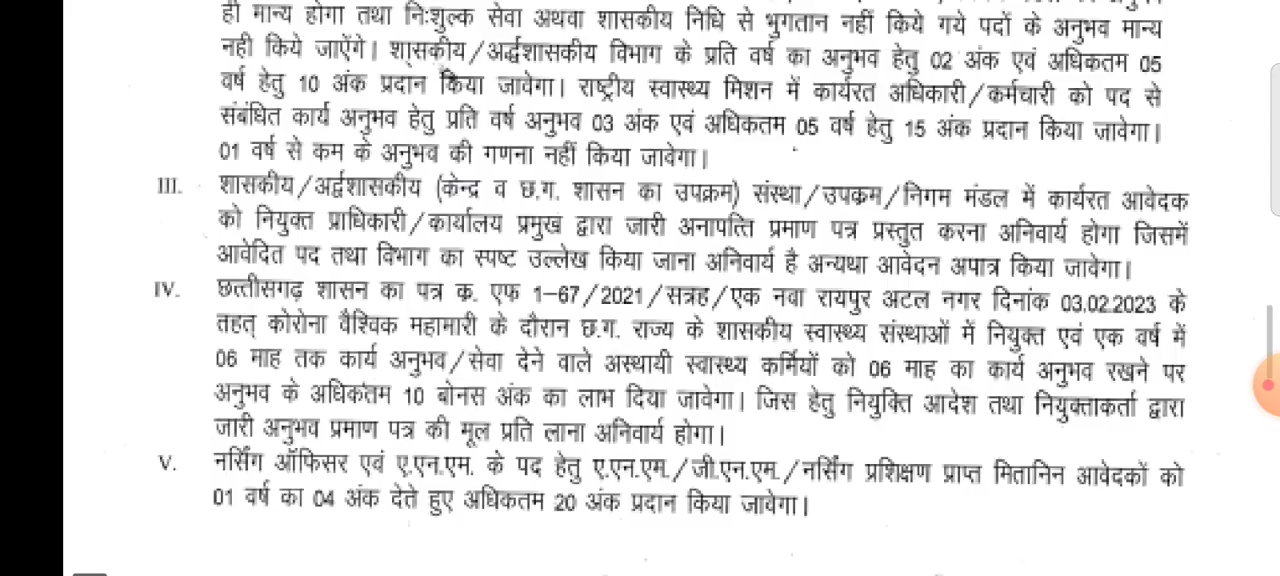 ही मान्य होगा तथा निःशुल्क सेवा अथवा शासकीय निधि से भुगतान नहीं किये गये पदों के अनुभव मान्य
नही किये जाऐंगे। शासकीय/अर्द्धशासकीय विभाग के प्रति वर्ष का अनुभव हेतु 02 अंक एवं अधिकतम 05
वर्ष हेतु 10 अंक प्रदान किया जावेगा। राष्ट्रीय स्वास्थ्य मिशन में कार्यरत अधिकारी/कर्मचारी को पद से
संबंधित कार्य अनुभव हेतु प्रति वर्ष अनुभव 03 अंक एवं अधिकतम 05 वर्ष हेतु 15 अंक प्रदान किया जावेगा।
01 वर्ष से कम के अनुभव की गणना नहीं किया जावेगा।
III. शासकीय/अर्द्वशासकीय (केन्द्र व छ.ग. शासन का उपक्रम) संस्था/उपक्रम/निगम मंडल में कार्यरत आवेदक
को नियुक्त प्राधिकारी/कार्यालय प्रमुख द्वारा जारी अनापत्ति प्रमाण पत्र प्रस्तुत करना अनिवार्य होगा जिसमें
आवेदित पद तथा विभाग का स्पष्ट उल्लेख किया जाना अनिवार्य है अन्यथा आवेदन अपात्र किया जावेगा।
IV. छत्तीसगढ़ शासन का पत्र क्र. एफ 1-67/2021/सत्रह/एक नवा रायपुर अटल नगर दिनांक 03.02.2023 के
तहत् कोरोना वैश्विक महामारी के दौरान छ.ग. राज्य के शासकीय स्वास्थ्य संस्थाओं में नियुक्त एवं एक वर्ष में
06 माह तक कार्य अनुभव/सेवा देने वाले अस्थायी स्वास्थ्य कर्मियों को 06 माह का कार्य अनुभव रखने पर
अनुभव के अधिकतम 10 बोनस अंक का लाभ दिया जावेगा। जिस हेतु नियुक्ति आदेश तथा नियुक्ताकर्ता द्वारा
जारी अनुभव प्रमाण पत्र की मूल प्रति लाना अनिवार्य होगा।
V. नर्सिंग ऑफिसर एवं ए.एन.एम. के पद हेतु ए.एन.एम./जी.एन.एम./नर्सिंग प्रशिक्षण प्राप्त मितानिन आवेदकों को
01 वर्ष का 04 अंक देते हुए अधिकतम 20 अंक प्रदान किया जावेगा।